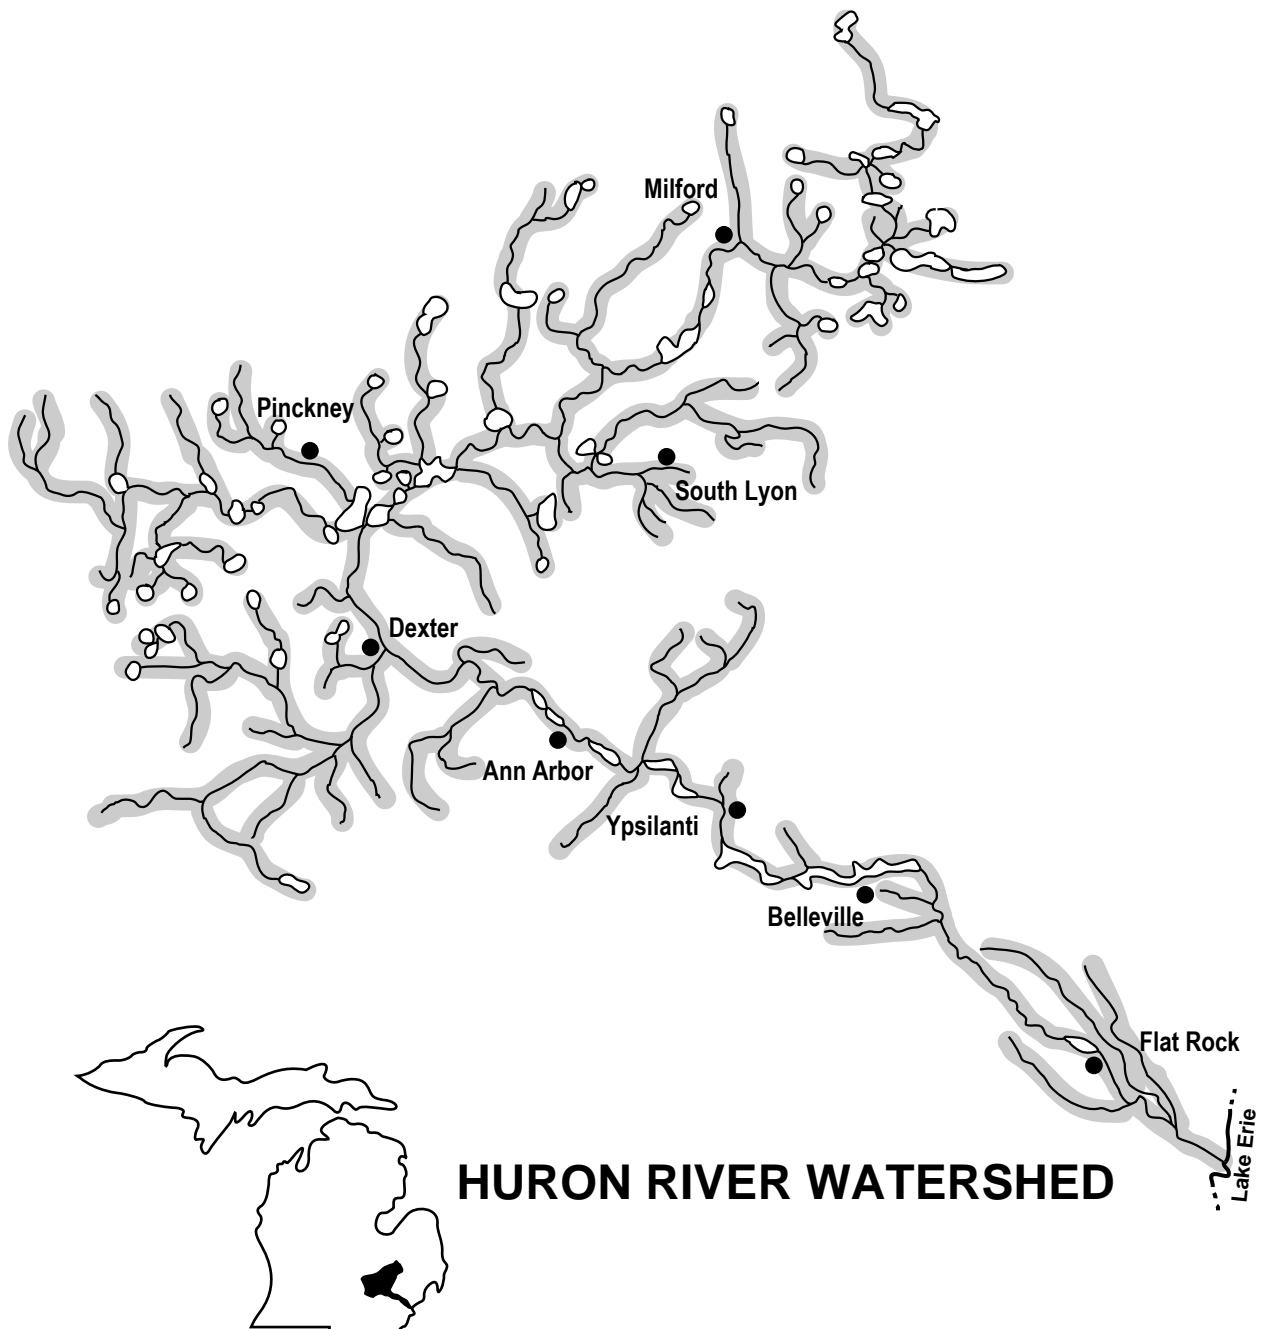 Milford
Pinckney
South Lyon
Dexter
Ann Arbor
Ypsilanti
Belleville
Flat Rock
Lake Erie
HURON RIVER WATERSHED